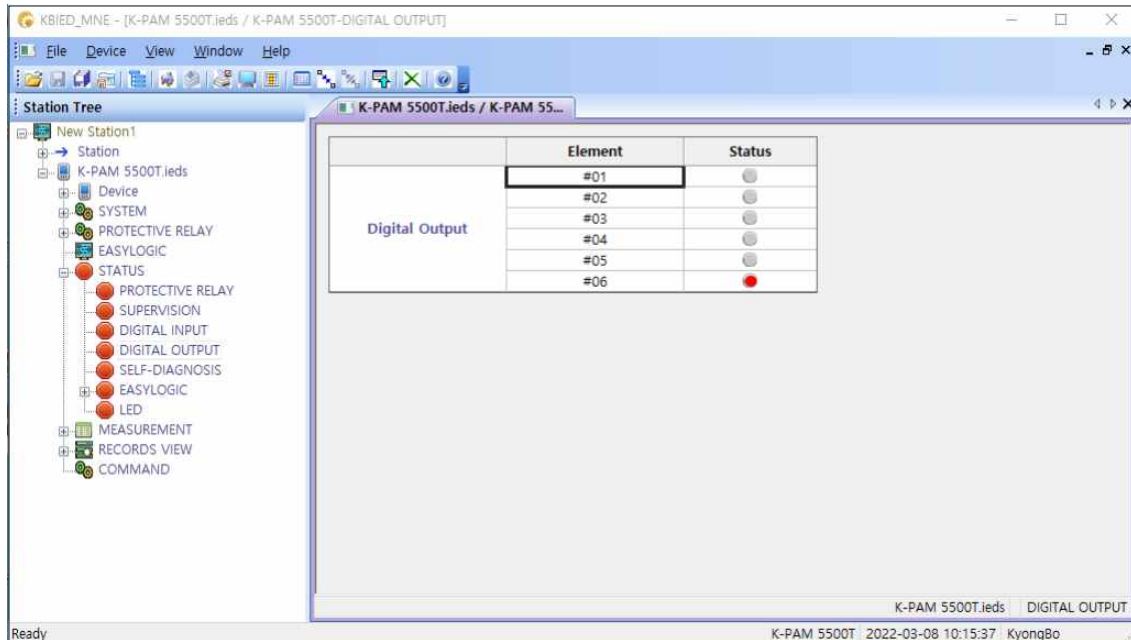 KBIED_MNE - [K-PAM 5500T.ieds / K-PAM 5500T-DIGITAL OUTPUT]
File Device View Window Help
Station Tree
K-PAM 5500T.ieds / K-PAM 55...
New Station1
Station
K-PAM 5500T.ieds
Device
SYSTEM
PROTECTIVE RELAY
EASYLOGIC
STATUS
PROTECTIVE RELAY
SUPERVISION
DIGITAL INPUT
DIGITAL OUTPUT
SELF-DIAGNOSIS
EASYLOGIC
LED
MEASUREMENT
RECORDS VIEW
COMMAND
Element Status
Digital Output
#01
#02
#03
#04
#05
#06
K-PAM 5500T.ieds DIGITAL OUTPUT
Ready K-PAM 5500T 2022-03-08 10:15:37 KyongBo